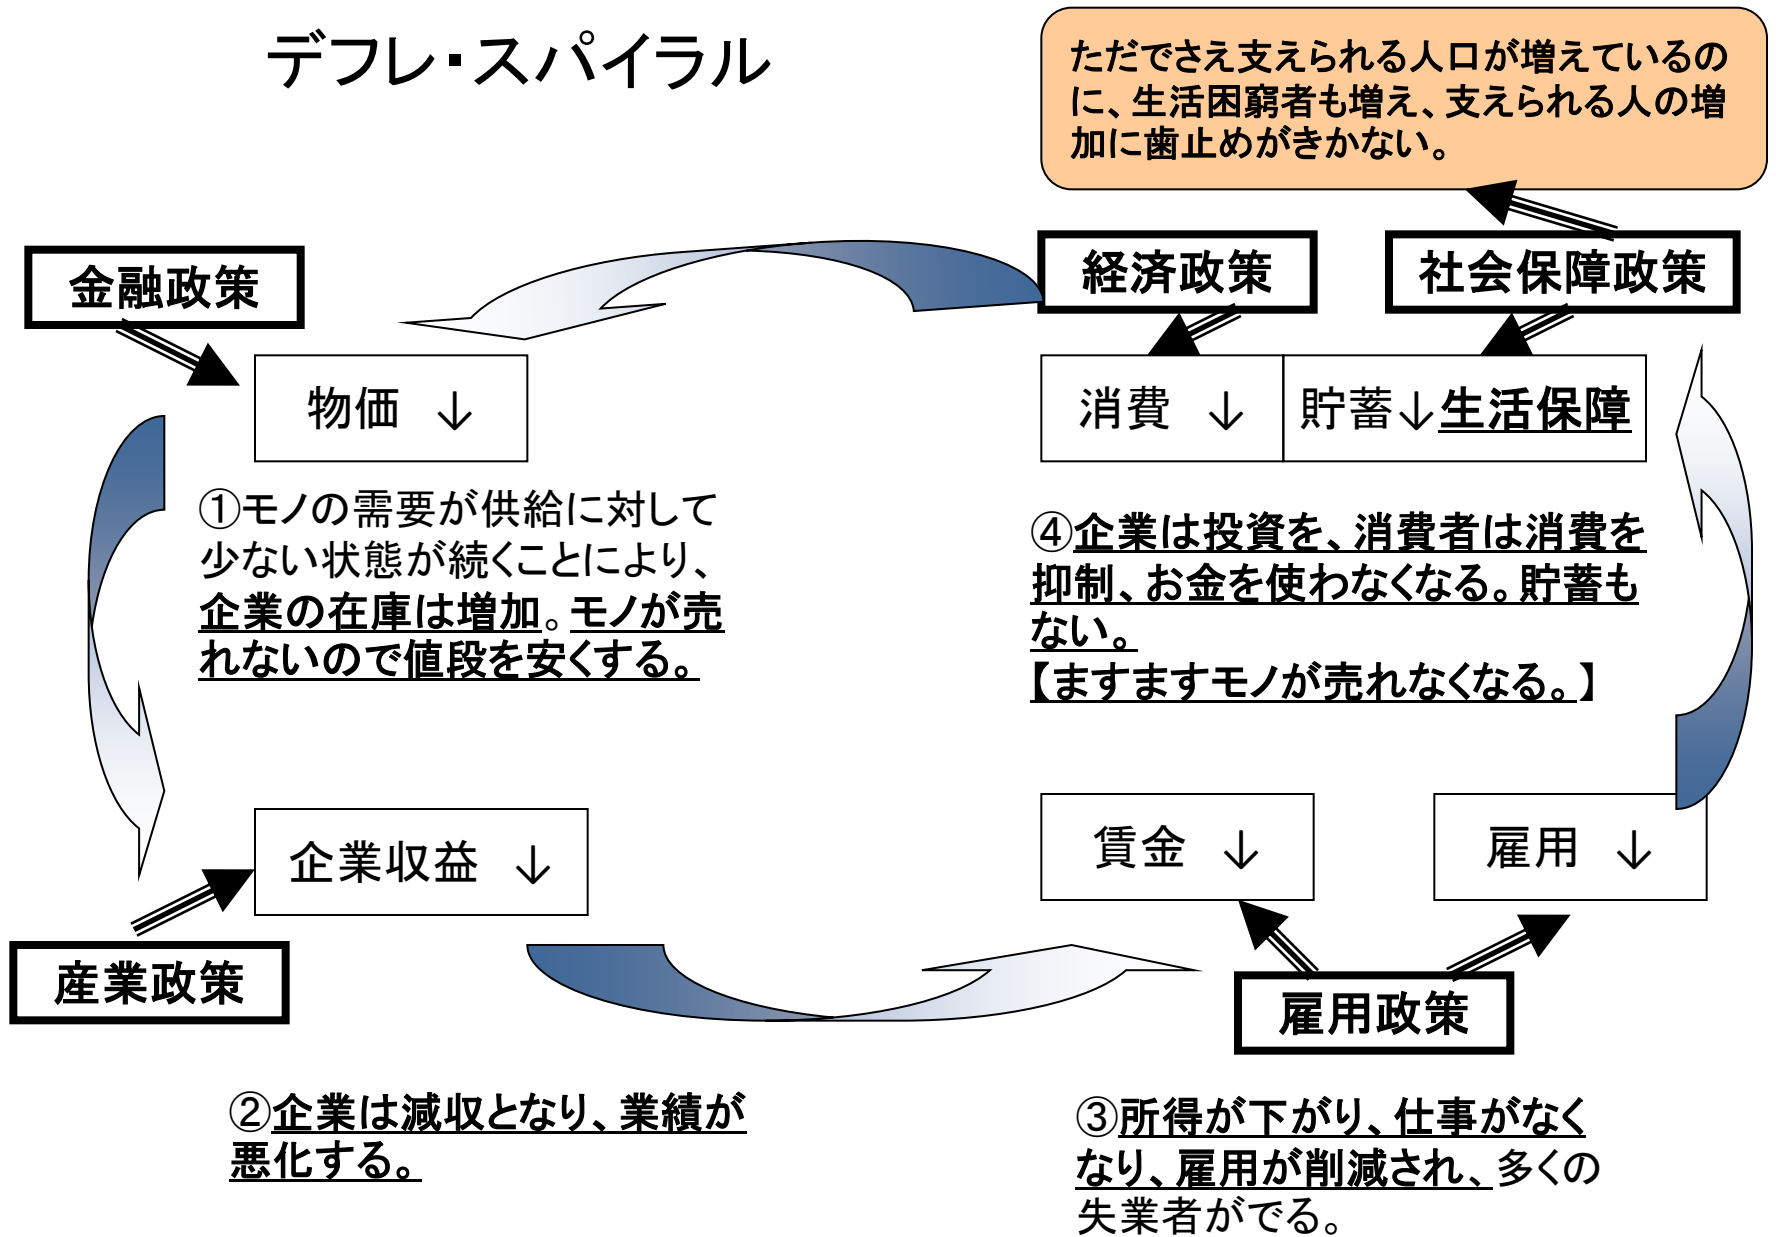 デフレ・スパイラル
ただでさえ支えられる人口が増えているの
に、生活困窮者も増え、支えられる人の増
加に歯止めがきかない。
金融政策
経済政策
社会保障政策
物価 ↓
消費 ↓
貯蓄↓生活保障
①モノの需要が供給に対して
少ない状態が続くことにより、
企業の在庫は増加。モノが売
れないので値段を安くする。
④企業は投資を、消費者は消費を
抑制、お金を使わなくなる。貯蓄も
ない。
【ますますモノが売れなくなる。】
企業収益 ↓
賃金 ↓
雇用 ↓
産業政策
雇用政策
②企業は減収となり、業績が
悪化する。
③所得が下がり、仕事がなく
なり、雇用が削減され、多くの
失業者がでる。